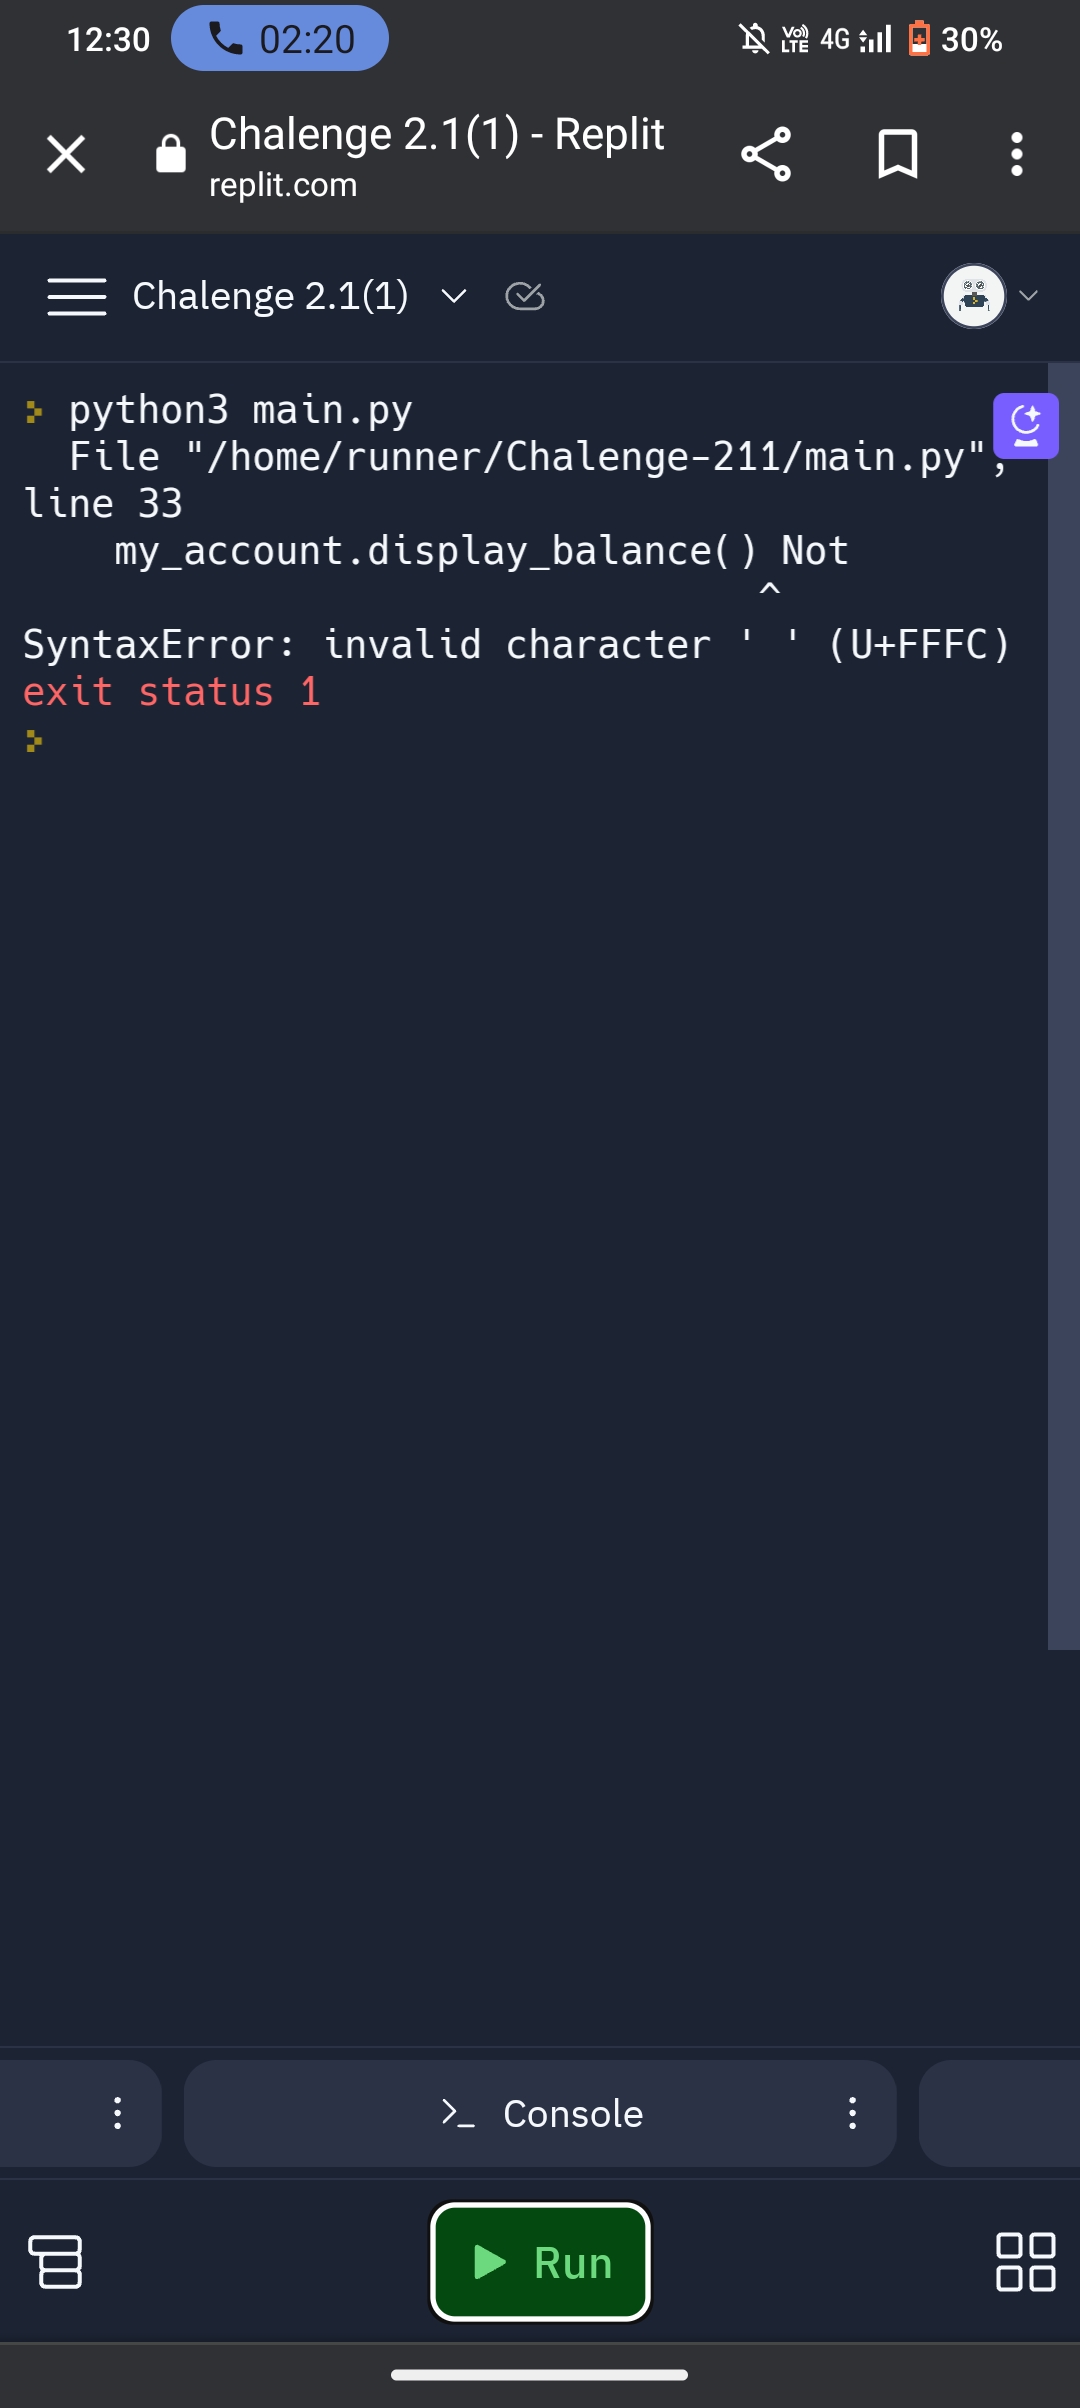 12:30 02:20 Vo) LTE 4G 30%
Chalenge 2.1(1) - Replit
replit.com
Chalenge 2.1(1)
python3 main.py
File "/home/runner/Chalenge-211/main.py",
line 33
my_account.display_balance() Not
^
SyntaxError: invalid character ' ' (U+FFFC)
exit status 1
Console
Run